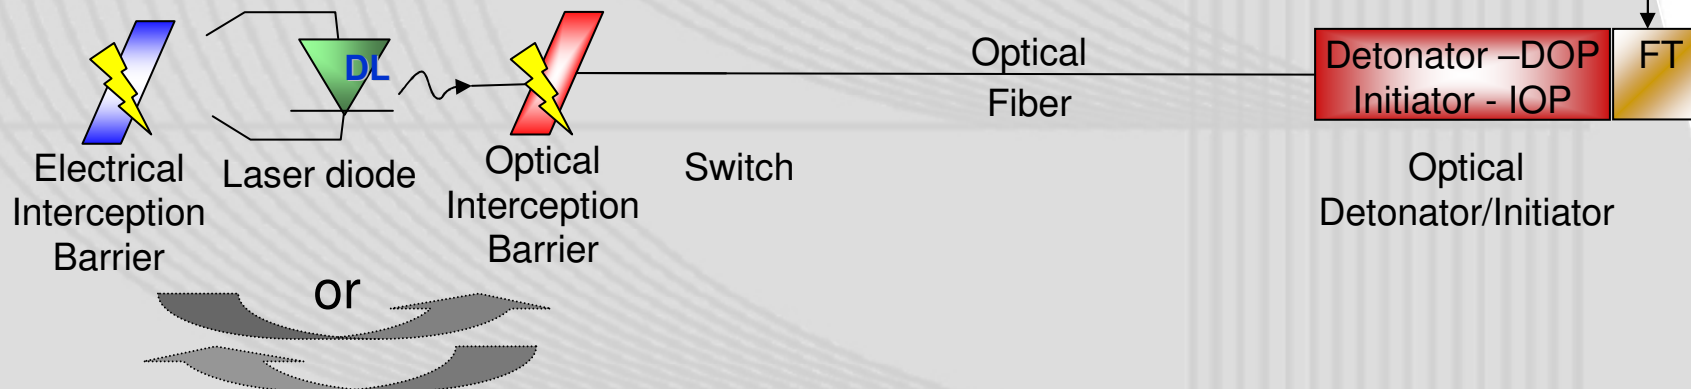 DL
Optical
Fiber
Detonator –DOP
Initiator - IOP
FT
Electrical
Interception
Barrier
Laser diode
Optical
Interception
Barrier
Switch
Optical
Detonator/Initiator
or